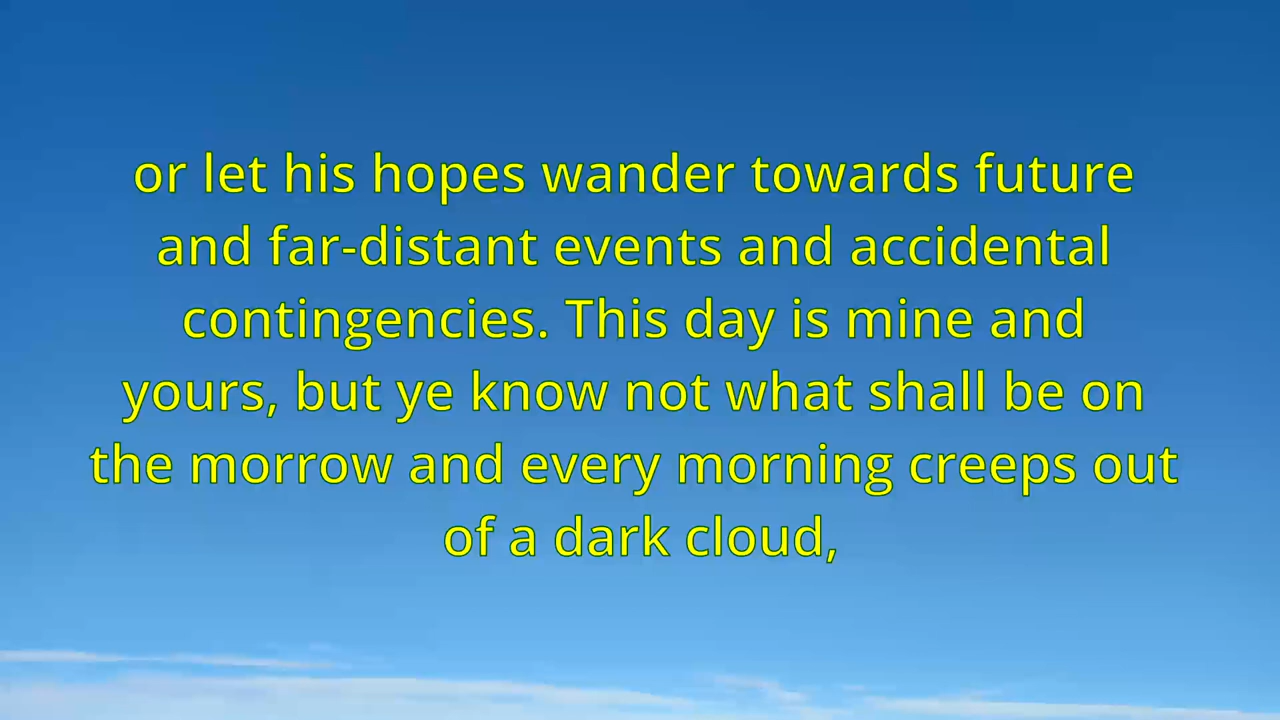 or let his hopes wander towards future
and far-distant events and accidental
contingencies. This day is mine and
yours, but ye know not what shall be on
the morrow and every morning creeps out
of a dark cloud,